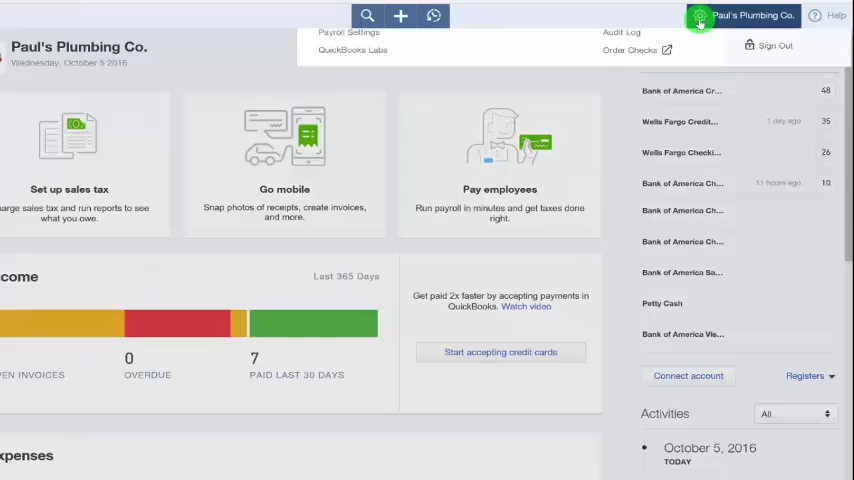 Paul's Plumbing Co.
Help
Payroll Settings
Audit Log
QuickBooks Labs
Order Checks
Sign Out
Paul's Plumbing Co.
Wednesday, October 5 2016
Set up sales tax
arge sales tax and run reports to see
what you owe.
Go mobile
Snap photos of receipts, create invoices,
and more.
Pay employees
Run payroll in minutes and get taxes done
right.
Bank of America Cr... 48
Wells Fargo Credit... 1 day ago 35
Wells Fargo Checki... 26
Bank of America Ch... 11 hours ago 10
Bank of America Ch...
Bank of America Ch...
Bank of America Sa...
Petty Cash
Bank of America Vis...
Connect account
Registers
come
Last 365 Days
0
7
PEN INVOICES
OVERDUE
PAID LAST 30 DAYS
Get paid 2x faster by accepting payments in
QuickBooks. Watch video
Start accepting credit cards
Activities
All
October 5, 2016
TODAY
xpenses